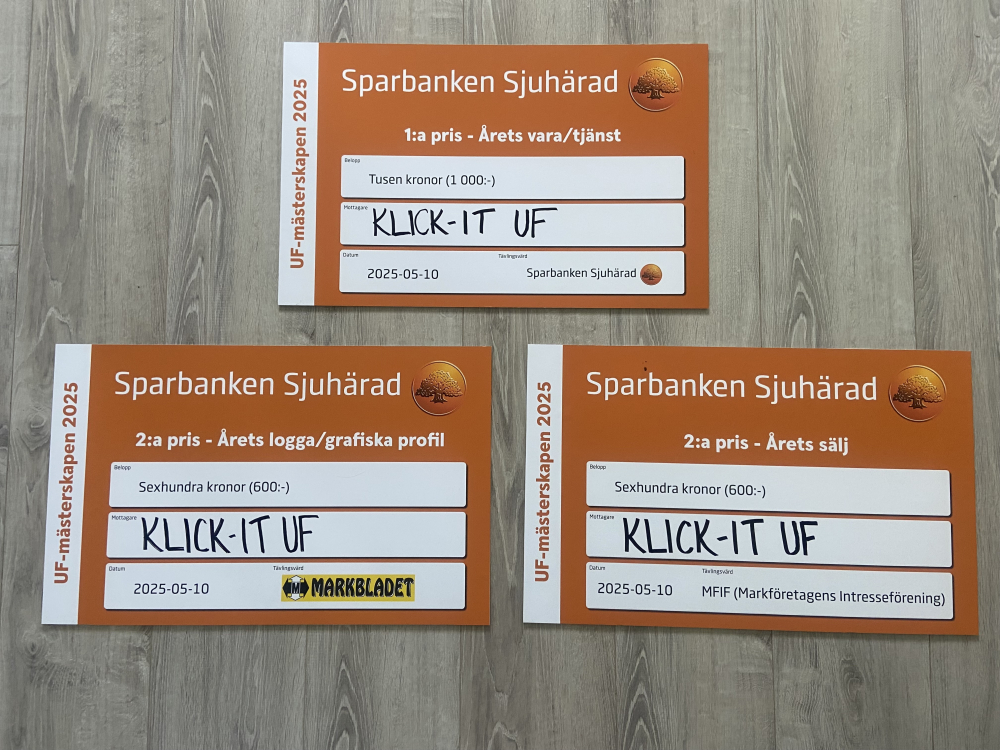 UF-mästerskapen 2025
Sparbanken Sjuhärad
1:a pris - Årets vara/tjänst
Belopp
Tusen kronor (1 000:-)
Mottagare
KLICK-IT UF
Datum
Tävlingsvärd
2025-05-10
Sparbanken Sjuhärad
UF-mästerskapen 2025
Sparbanken Sjuhärad
2:a pris - Årets logga/grafiska profil
Belopp
Sexhundra kronor (600:-)
Mottagare
KLICK-IT UF
Datum
Tävlingsvärd
2025-05-10
M MARKBLADET
UF-mästerskapen 2025
Sparbanken Sjuhärad
2:a pris - Årets sälj
Belopp
Sexhundra kronor (600:-)
Mottagare
KLICK-IT UF
Datum
Tävlingsvärd
2025-05-10
MFIF (Markföretagens Intresseförening)